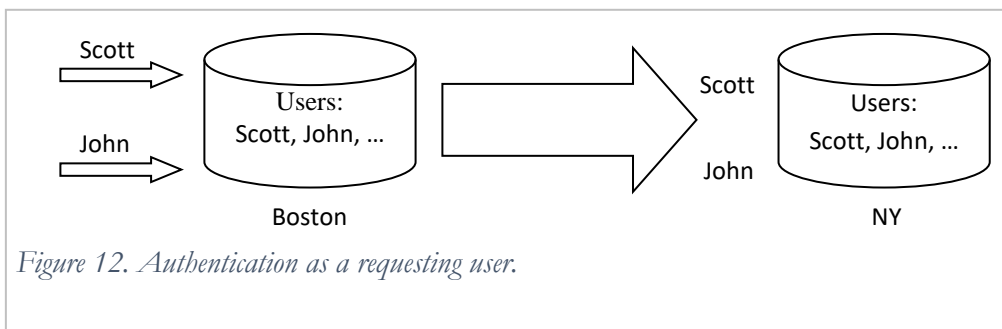 Scott
John
Users:
Scott, John, ...
Boston
Scott
John
Users:
Scott, John, ...
NY
Figure 12. Authentication as a requesting user.